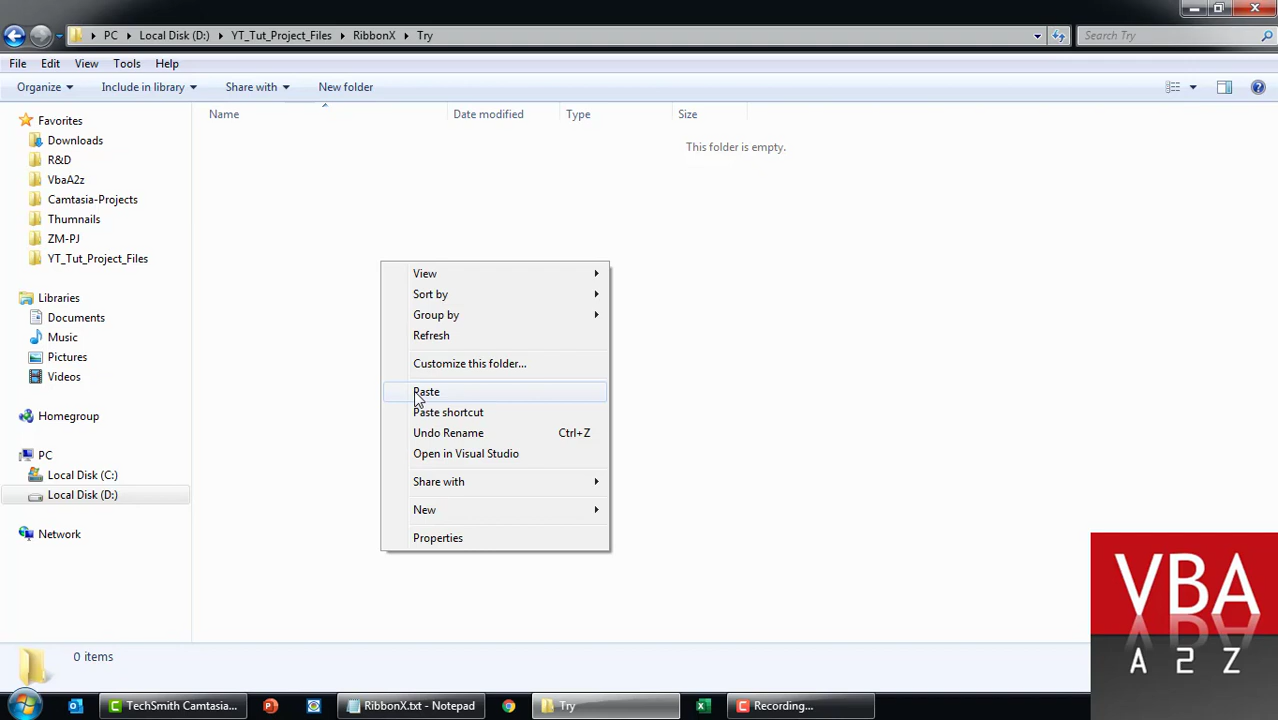 PC Local Disk (D:) YT_Tut_Project_Files RibbonX Try Search Try
File Edit View Tools Help
Organize Include in library Share with New folder
Name Date modified Type Size
This folder is empty.
Favorites
Downloads
R&D
VbaA2z
Camtasia-Projects
Thumnails
ZM-PJ
YT_Tut_Project_Files
Libraries
Documents
Music
Pictures
Videos
Homegroup
PC
Local Disk (C:)
Local Disk (D:)
Network
View
Sort by
Group by
Refresh
Customize this folder...
Paste
Paste shortcut
Undo Rename Ctrl+Z
Open in Visual Studio
Share with
New
Properties
0 items
VBA
A 2 Z
TechSmith Camtasia... RibbonX.txt - Notepad Try Recording...